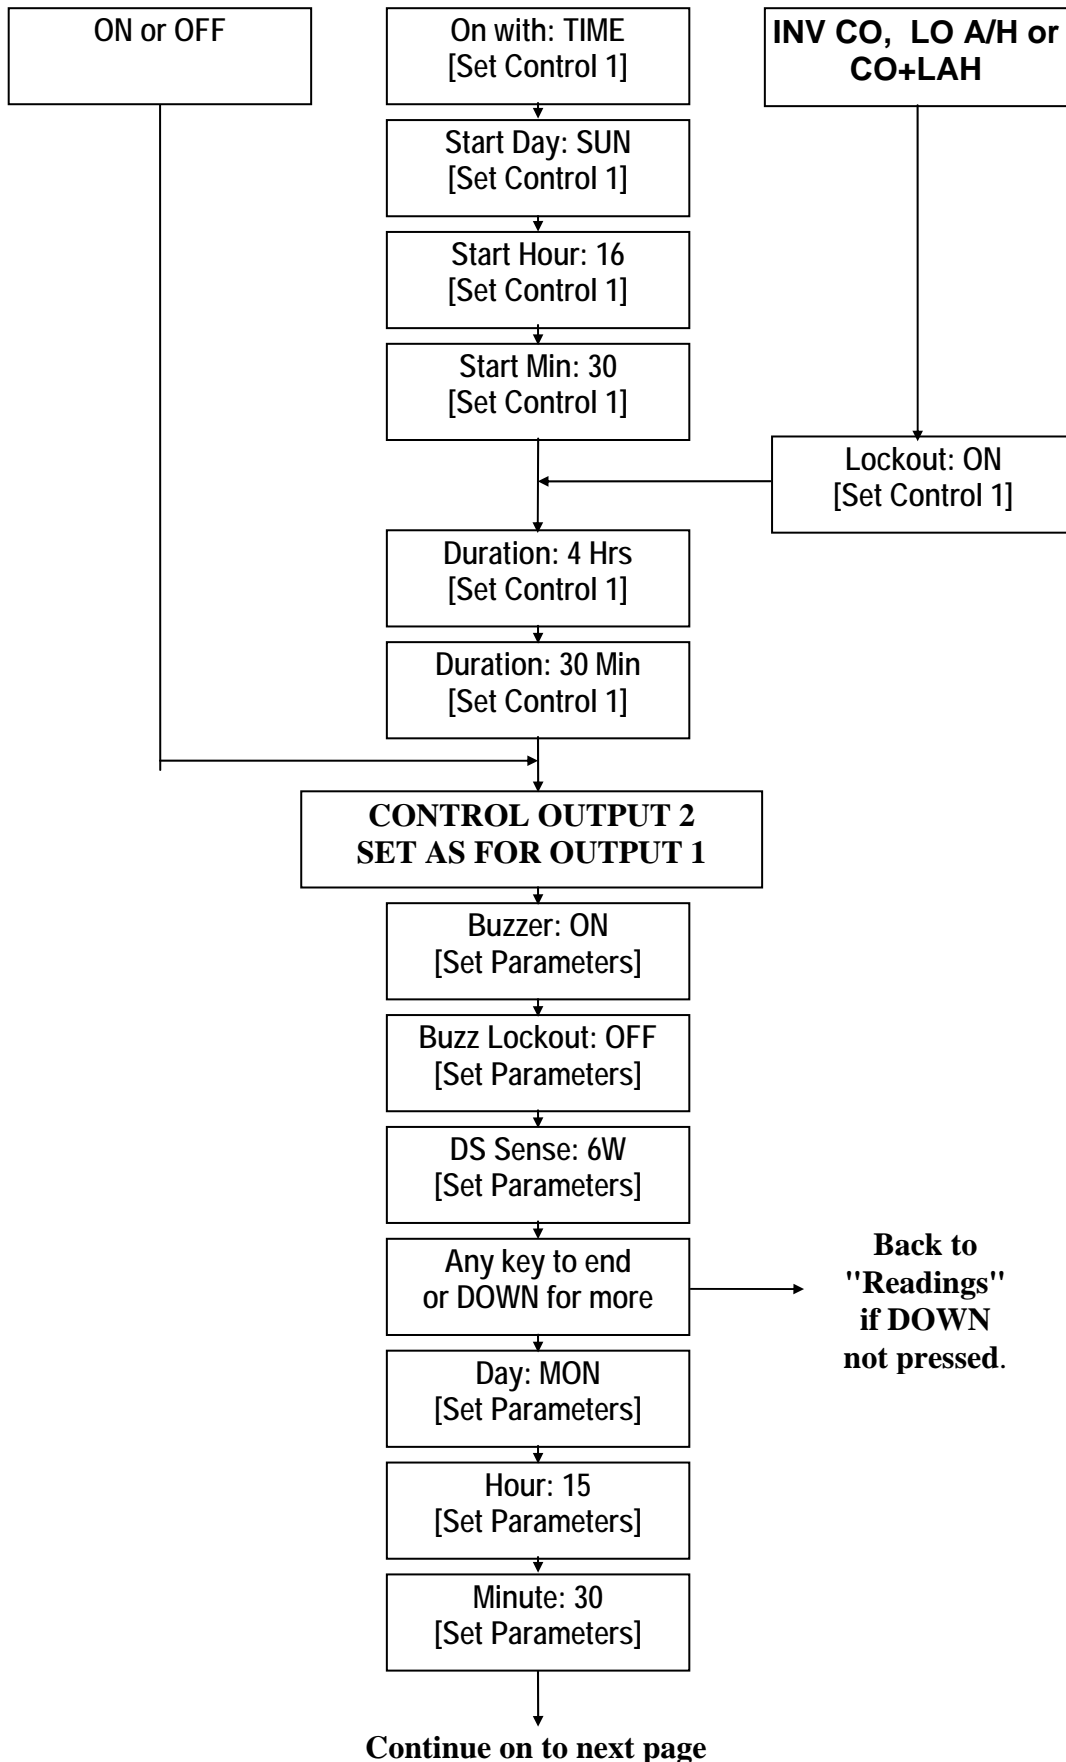 ON or OFF
On with: TIME
[Set Control 1]
INV CO, LO A/H or
CO+LAH
Start Day: SUN
[Set Control 1]
Start Hour: 16
[Set Control 1]
Start Min: 30
[Set Control 1]
Lockout: ON
[Set Control 1]
Duration: 4 Hrs
[Set Control 1]
Duration: 30 Min
[Set Control 1]
CONTROL OUTPUT 2
SET AS FOR OUTPUT 1
Buzzer: ON
[Set Parameters]
Buzz Lockout: OFF
[Set Parameters]
DS Sense: 6W
[Set Parameters]
Any key to end
or DOWN for more
Back to
"Readings"
if DOWN
not pressed.
Day: MON
[Set Parameters]
Hour: 15
[Set Parameters]
Minute: 30
[Set Parameters]
Continue on to next page